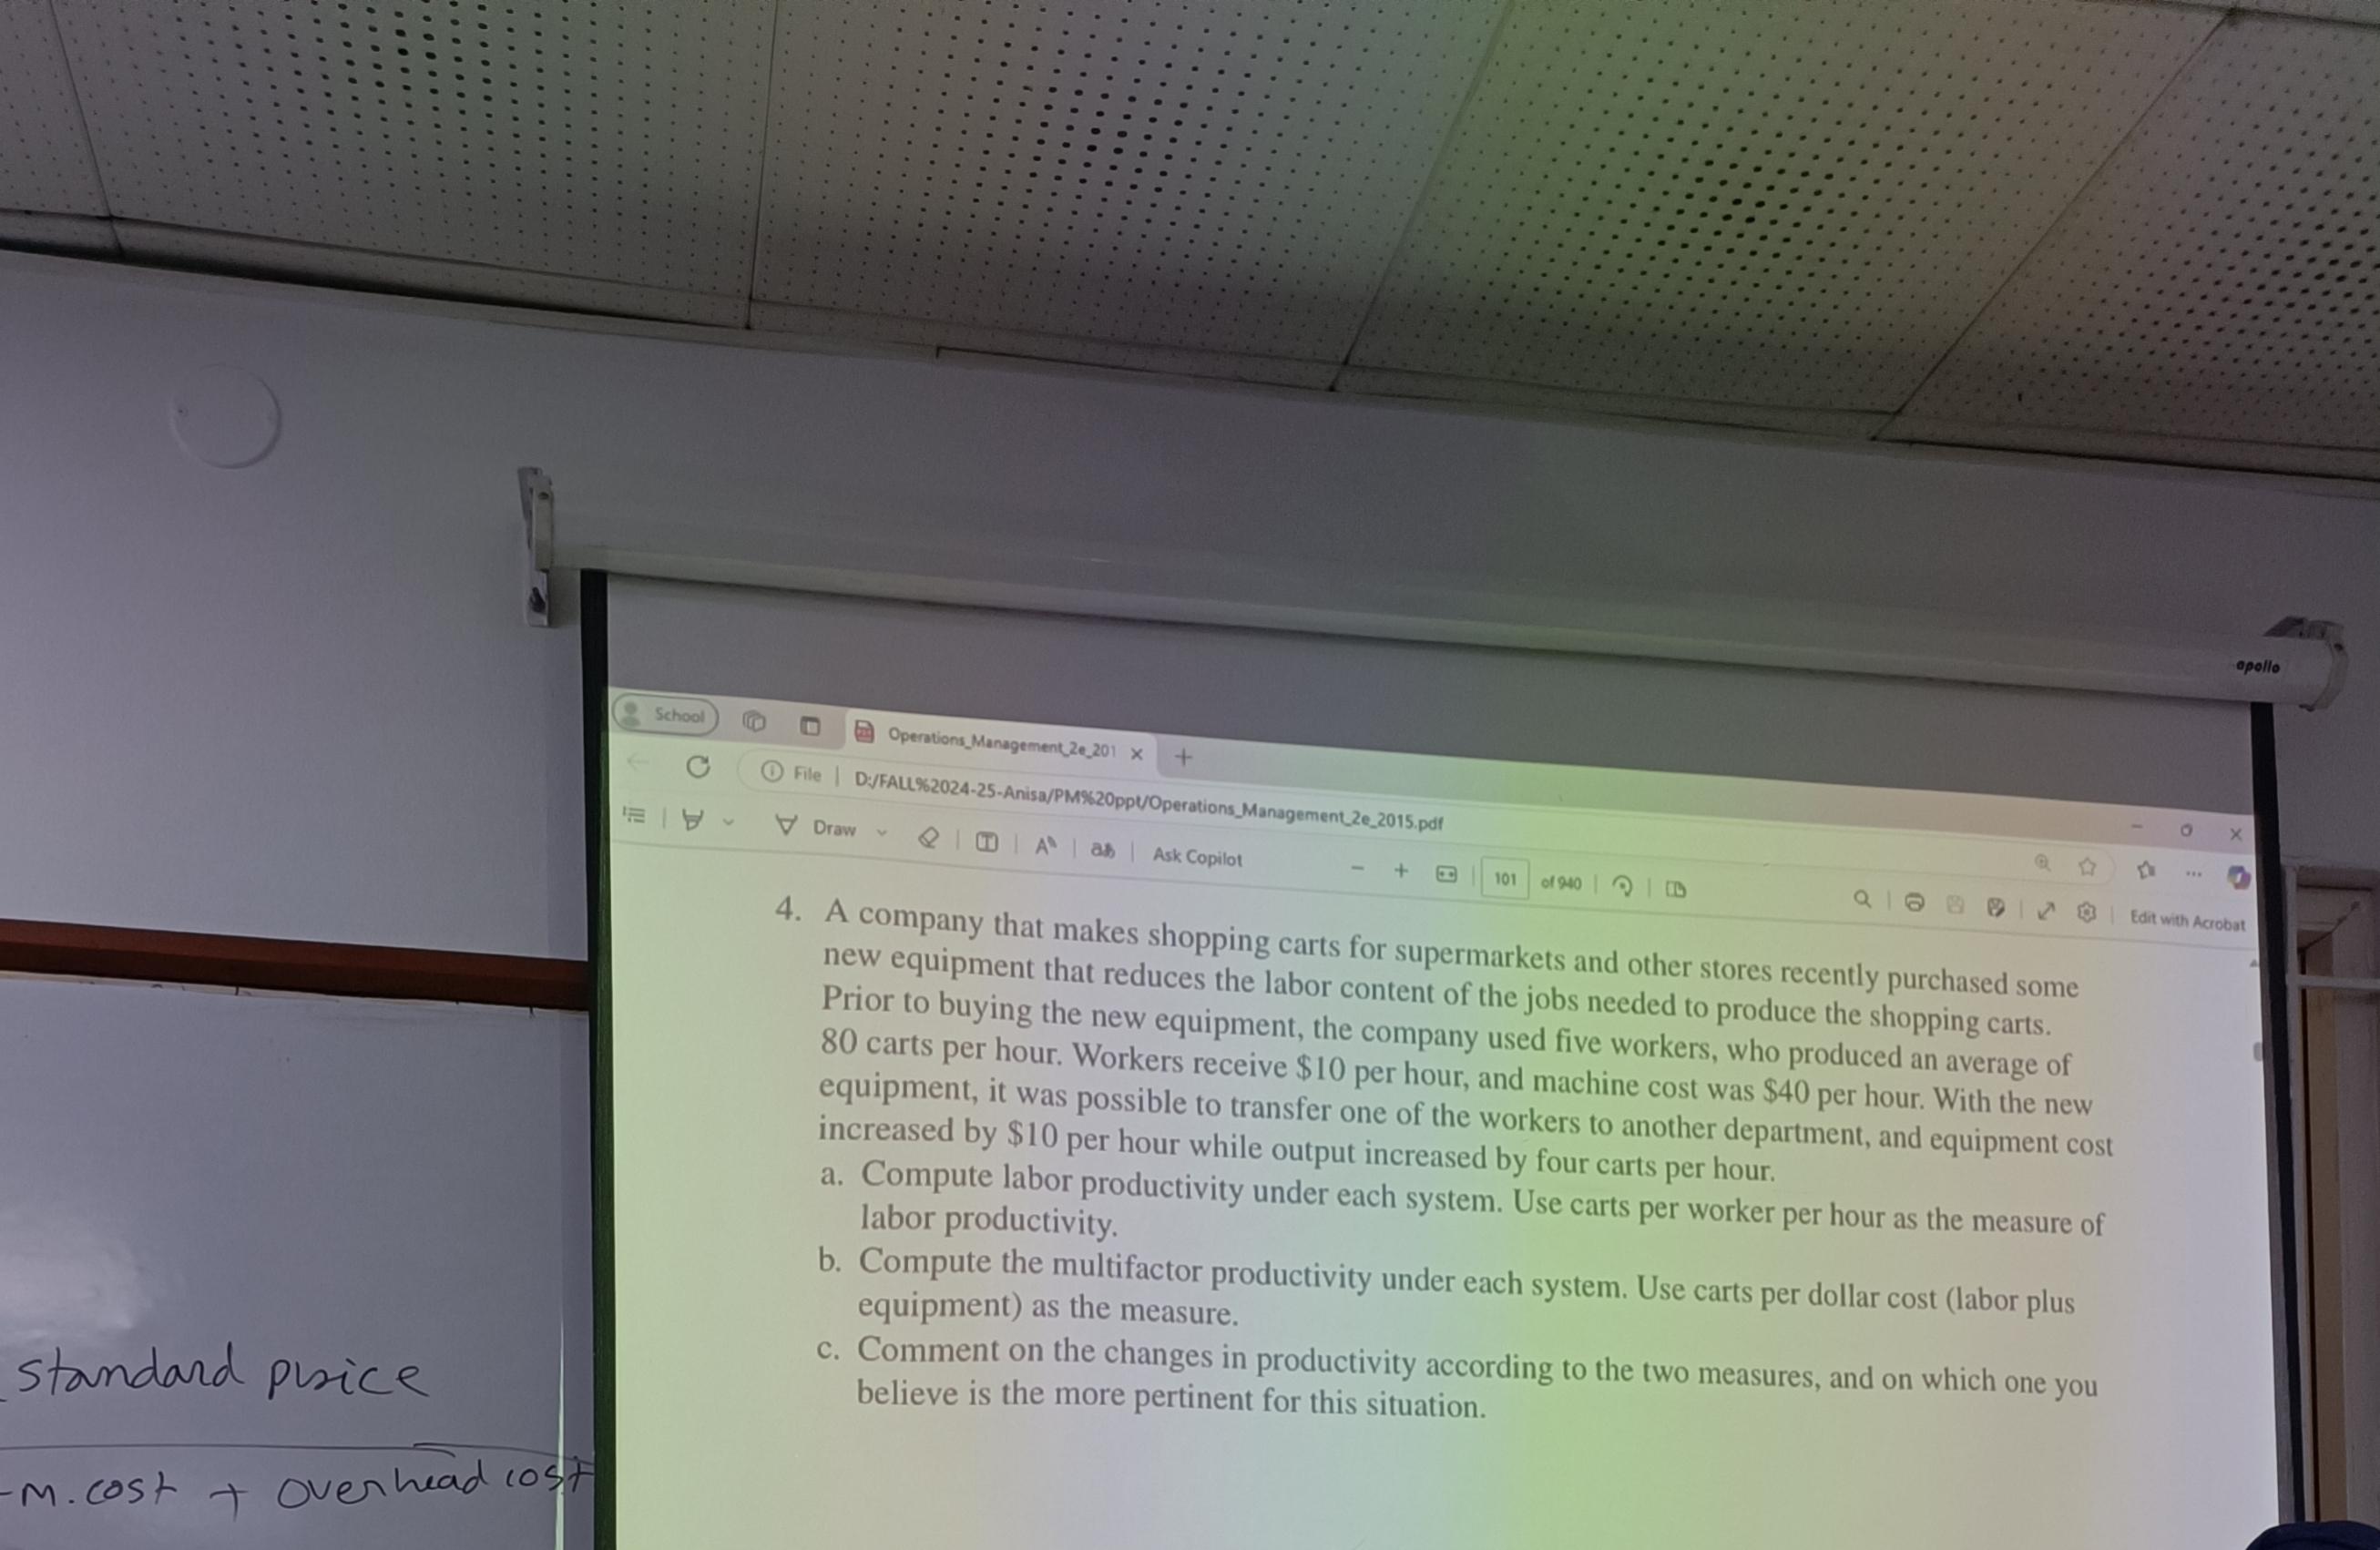 apollo
School
Operations_Management_2e_201
File
D:/FALL%2024-25-Anisa/PM%20ppt/Operations_Management_2e_2015.pdf
Draw
Ask Copilot
101 of 940
Edit with Acrobat
4. A company that makes shopping carts for supermarkets and other stores recently purchased some
new equipment that reduces the labor content of the jobs needed to produce the shopping carts.
Prior to buying the new equipment, the company used five workers, who produced an average of
80 carts per hour. Workers receive $10 per hour, and machine cost was $40 per hour. With the new
equipment, it was possible to transfer one of the workers to another department, and equipment cost
increased by $10 per hour while output increased by four carts per hour.
a. Compute labor productivity under each system. Use carts per worker per hour as the measure of
labor productivity.
b. Compute the multifactor productivity under each system. Use carts per dollar cost (labor plus
equipment) as the measure.
c. Comment on the changes in productivity according to the two measures, and on which one you
believe is the more pertinent for this situation.
standard price
M. cost + overhead cost